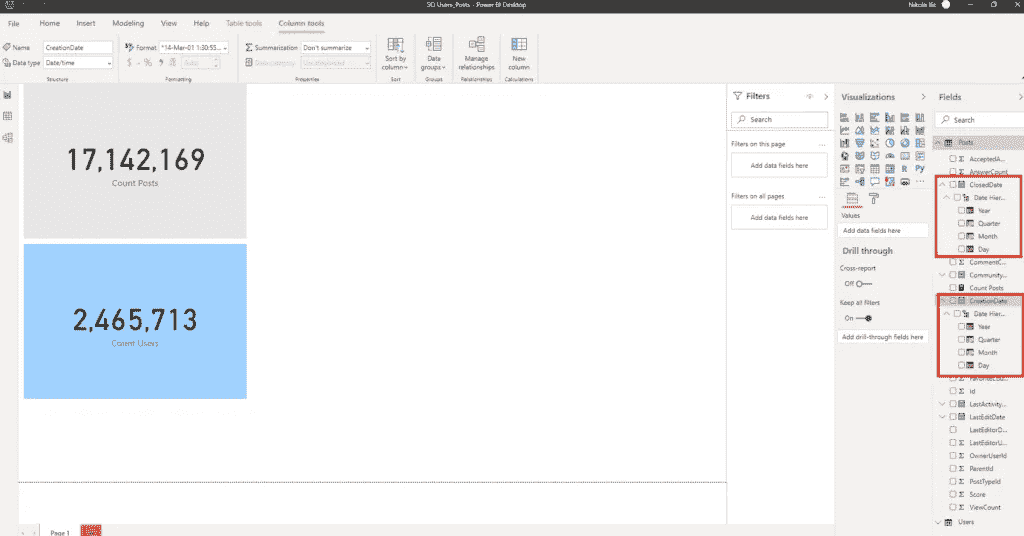 SO Users_Posts - Power BI Desktop
Nikola Ilic
File
Home
Insert
Modeling
View
Help
Table tools
Column tools
Name
CreationDate
Format
*14-Mar-01 1:30:55...
Summarization
Don't summarize
Data type
Date/time
$
%
Auto
Data category
Uncategorized
Sort by
column
Data
groups
Manage
relationships
New
column
Structure
Formatting
Properties
Sort
Groups
Relationships
Calculations
17,142,169
Count Posts
2,465,713
Count Users
Filters
Search
Filters on this page
...
Add data fields here
Filters on all pages
...
Add data fields here
Visualizations
R
Py
...
Values
Add data fields here
Drill through
Cross-report
Off
Keep all filters
On
Add drill-through fields here
Fields
Search
Posts
AcceptedA...
AnswerCount
ClosedDate
Date Hier...
Year
Quarter
Month
Day
CommentC...
Community...
Count Posts
CreationDate
Date Hier...
Year
Quarter
Month
Day
FavoriteCou...
Id
LastActivity...
LastEditDate
LastEditorD...
LastEditorU...
OwnerUserId
ParentId
PostTypeId
Score
ViewCount
Users
Page 1